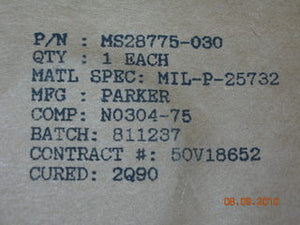 P/N : MS28775-030
QTY : 1 EACH
MATL SPEC: MIL-P-25732
MFG : PARKER
COMP: N0304-75
BATCH: 811237
CONTRACT #: 50V18652
CURED: 2Q90
08.09.2010